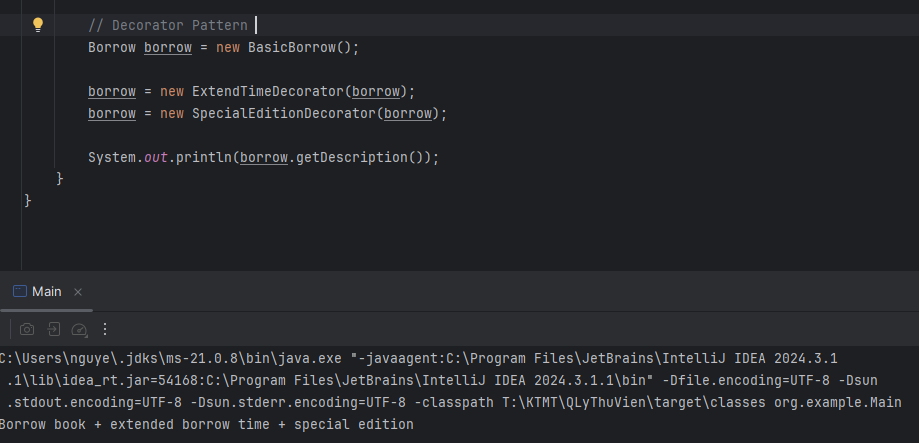 // Decorator Pattern
Borrow borrow = new BasicBorrow();
borrow = new ExtendTimeDecorator(borrow);
borrow = new SpecialEditionDecorator(borrow);
System.out.println(borrow.getDescription());
}
}
Main ×
C:\Users\nguye\.jdks\ms-21.0.8\bin\java.exe "-javaagent:C:\Program Files\JetBrains\IntelliJ IDEA 2024.3.1
.1\lib\idea_rt.jar=54168:C:\Program Files\JetBrains\IntelliJ IDEA 2024.3.1.1\bin" -Dfile.encoding=UTF-8 -Dsun
.stdout.encoding=UTF-8 -Dsun.stderr.encoding=UTF-8 -classpath T:\KTMT\QLyThuVien\target\classes org.example.Main
Borrow book + extended borrow time + special edition